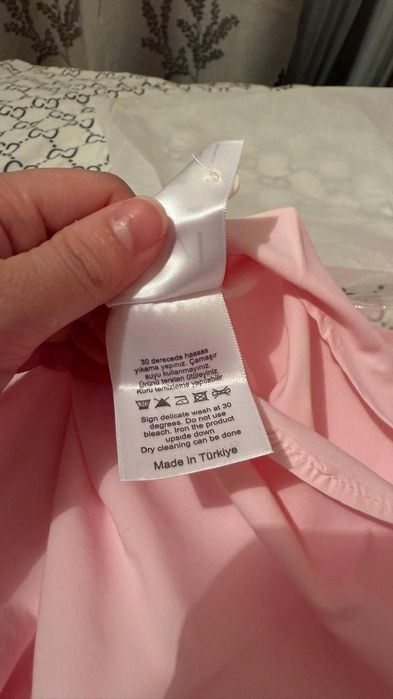 30 derecede hassas
yıkama yapınız. Çamaşır
suyu kullanmayınız.
Ürünü tersten ütüleyiniz.
Kuru temizleme yapılabilir
Sign delicate wash at 30
degrees. Do not use
bleach. Iron the product
upside down
Dry cleaning can be done
Made in Türkiye